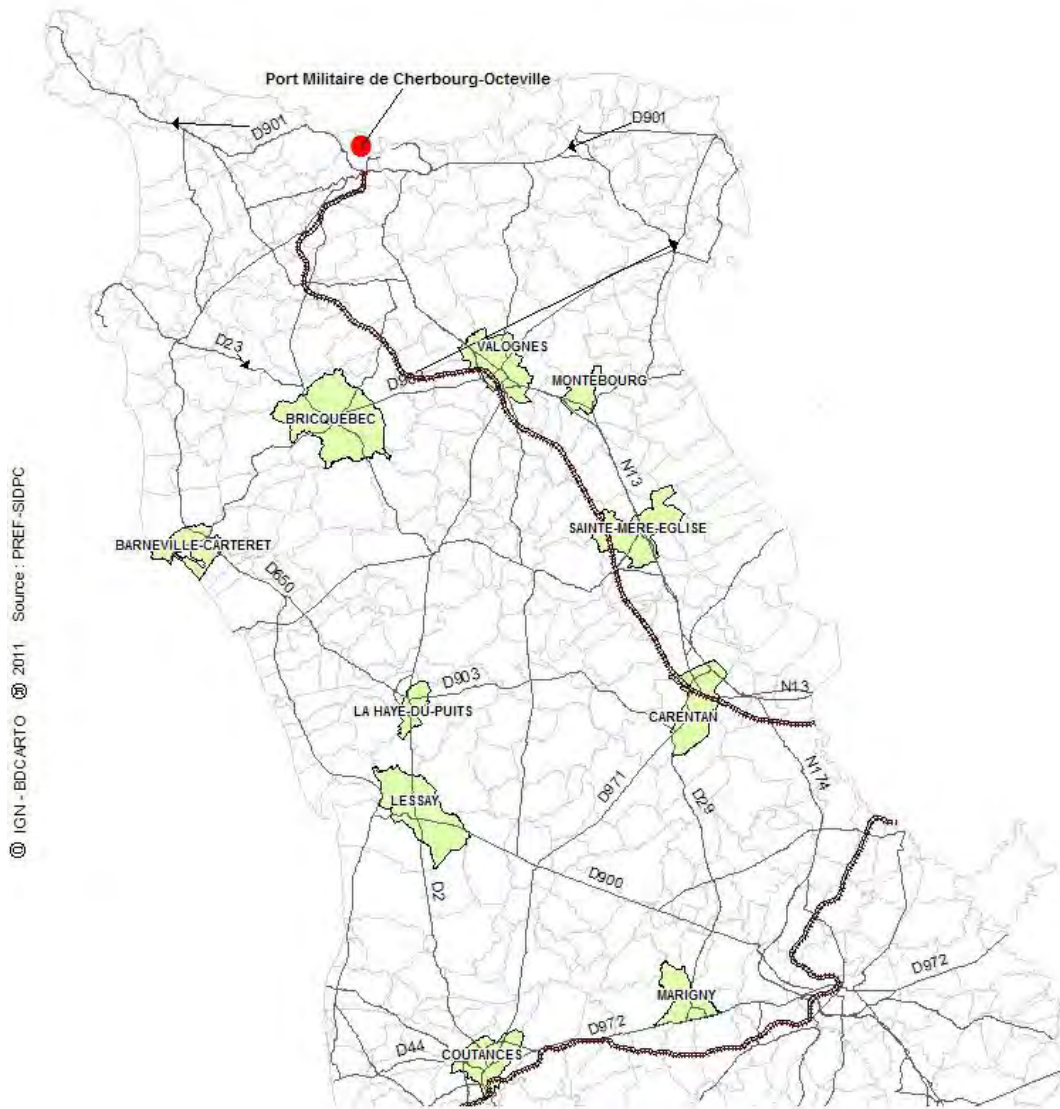 Port Militaire de Cherbourg-Octeville
D901
D901
D23
VALOGNES
MONTEBOURG
BRICQUEBEC
N13
SAINTE-MERE-EGLISE
BARNEVILLE-CARTERET
D650
D903
N13
LA HAYE-DU-PUITS
CARENTAN
N174
D971
D29
LESSAY
D2
D900
D972
MARIGNY
D972
D44
COUTANCES
© IGN - BDCARTO ® 2011 Source : PREF-SIDPC